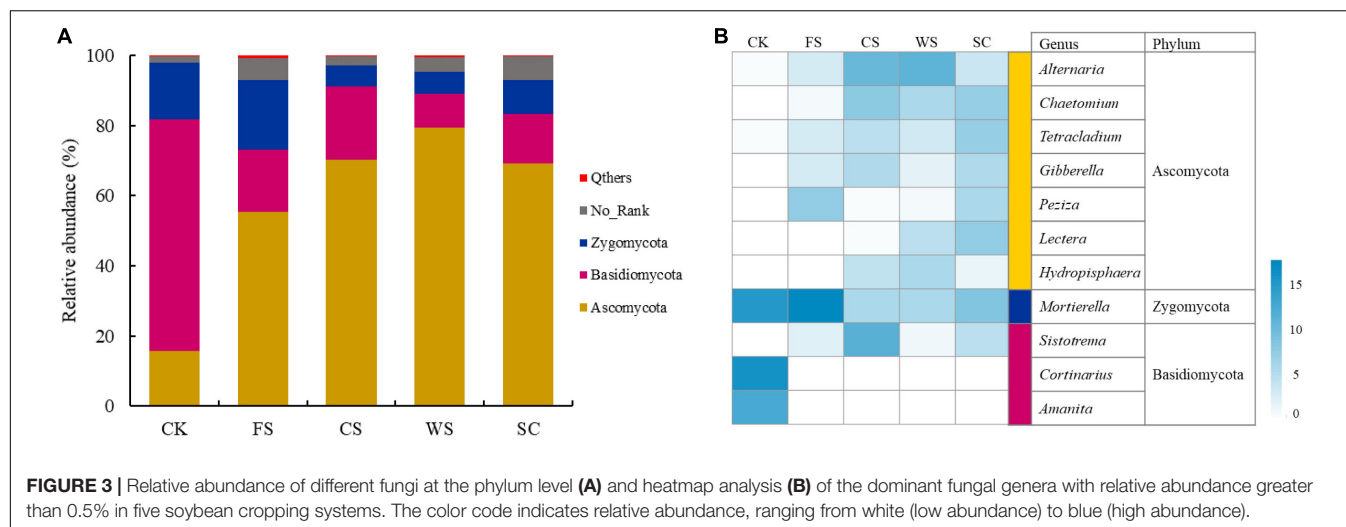 A
100
80
60
40
20
0
Relative abundance (%)
CK FS CS WS SC
Qthers
No_Rank
Zygomycota
Basidiomycota
Ascomycota
B
CK FS CS WS SC
Genus Phylum
Alternaria
Chaetomium
Tetracladium
Gibberella
Peziza
Lectera
Hydropisphaera
Ascomycota
Mortierella Zygomycota
Sistotrema
Cortinarius
Amanita
Basidiomycota
15
10
5
0
FIGURE 3 | Relative abundance of different fungi at the phylum level (A) and heatmap analysis (B) of the dominant fungal genera with relative abundance greater
than 0.5% in five soybean cropping systems. The color code indicates relative abundance, ranging from white (low abundance) to blue (high abundance).